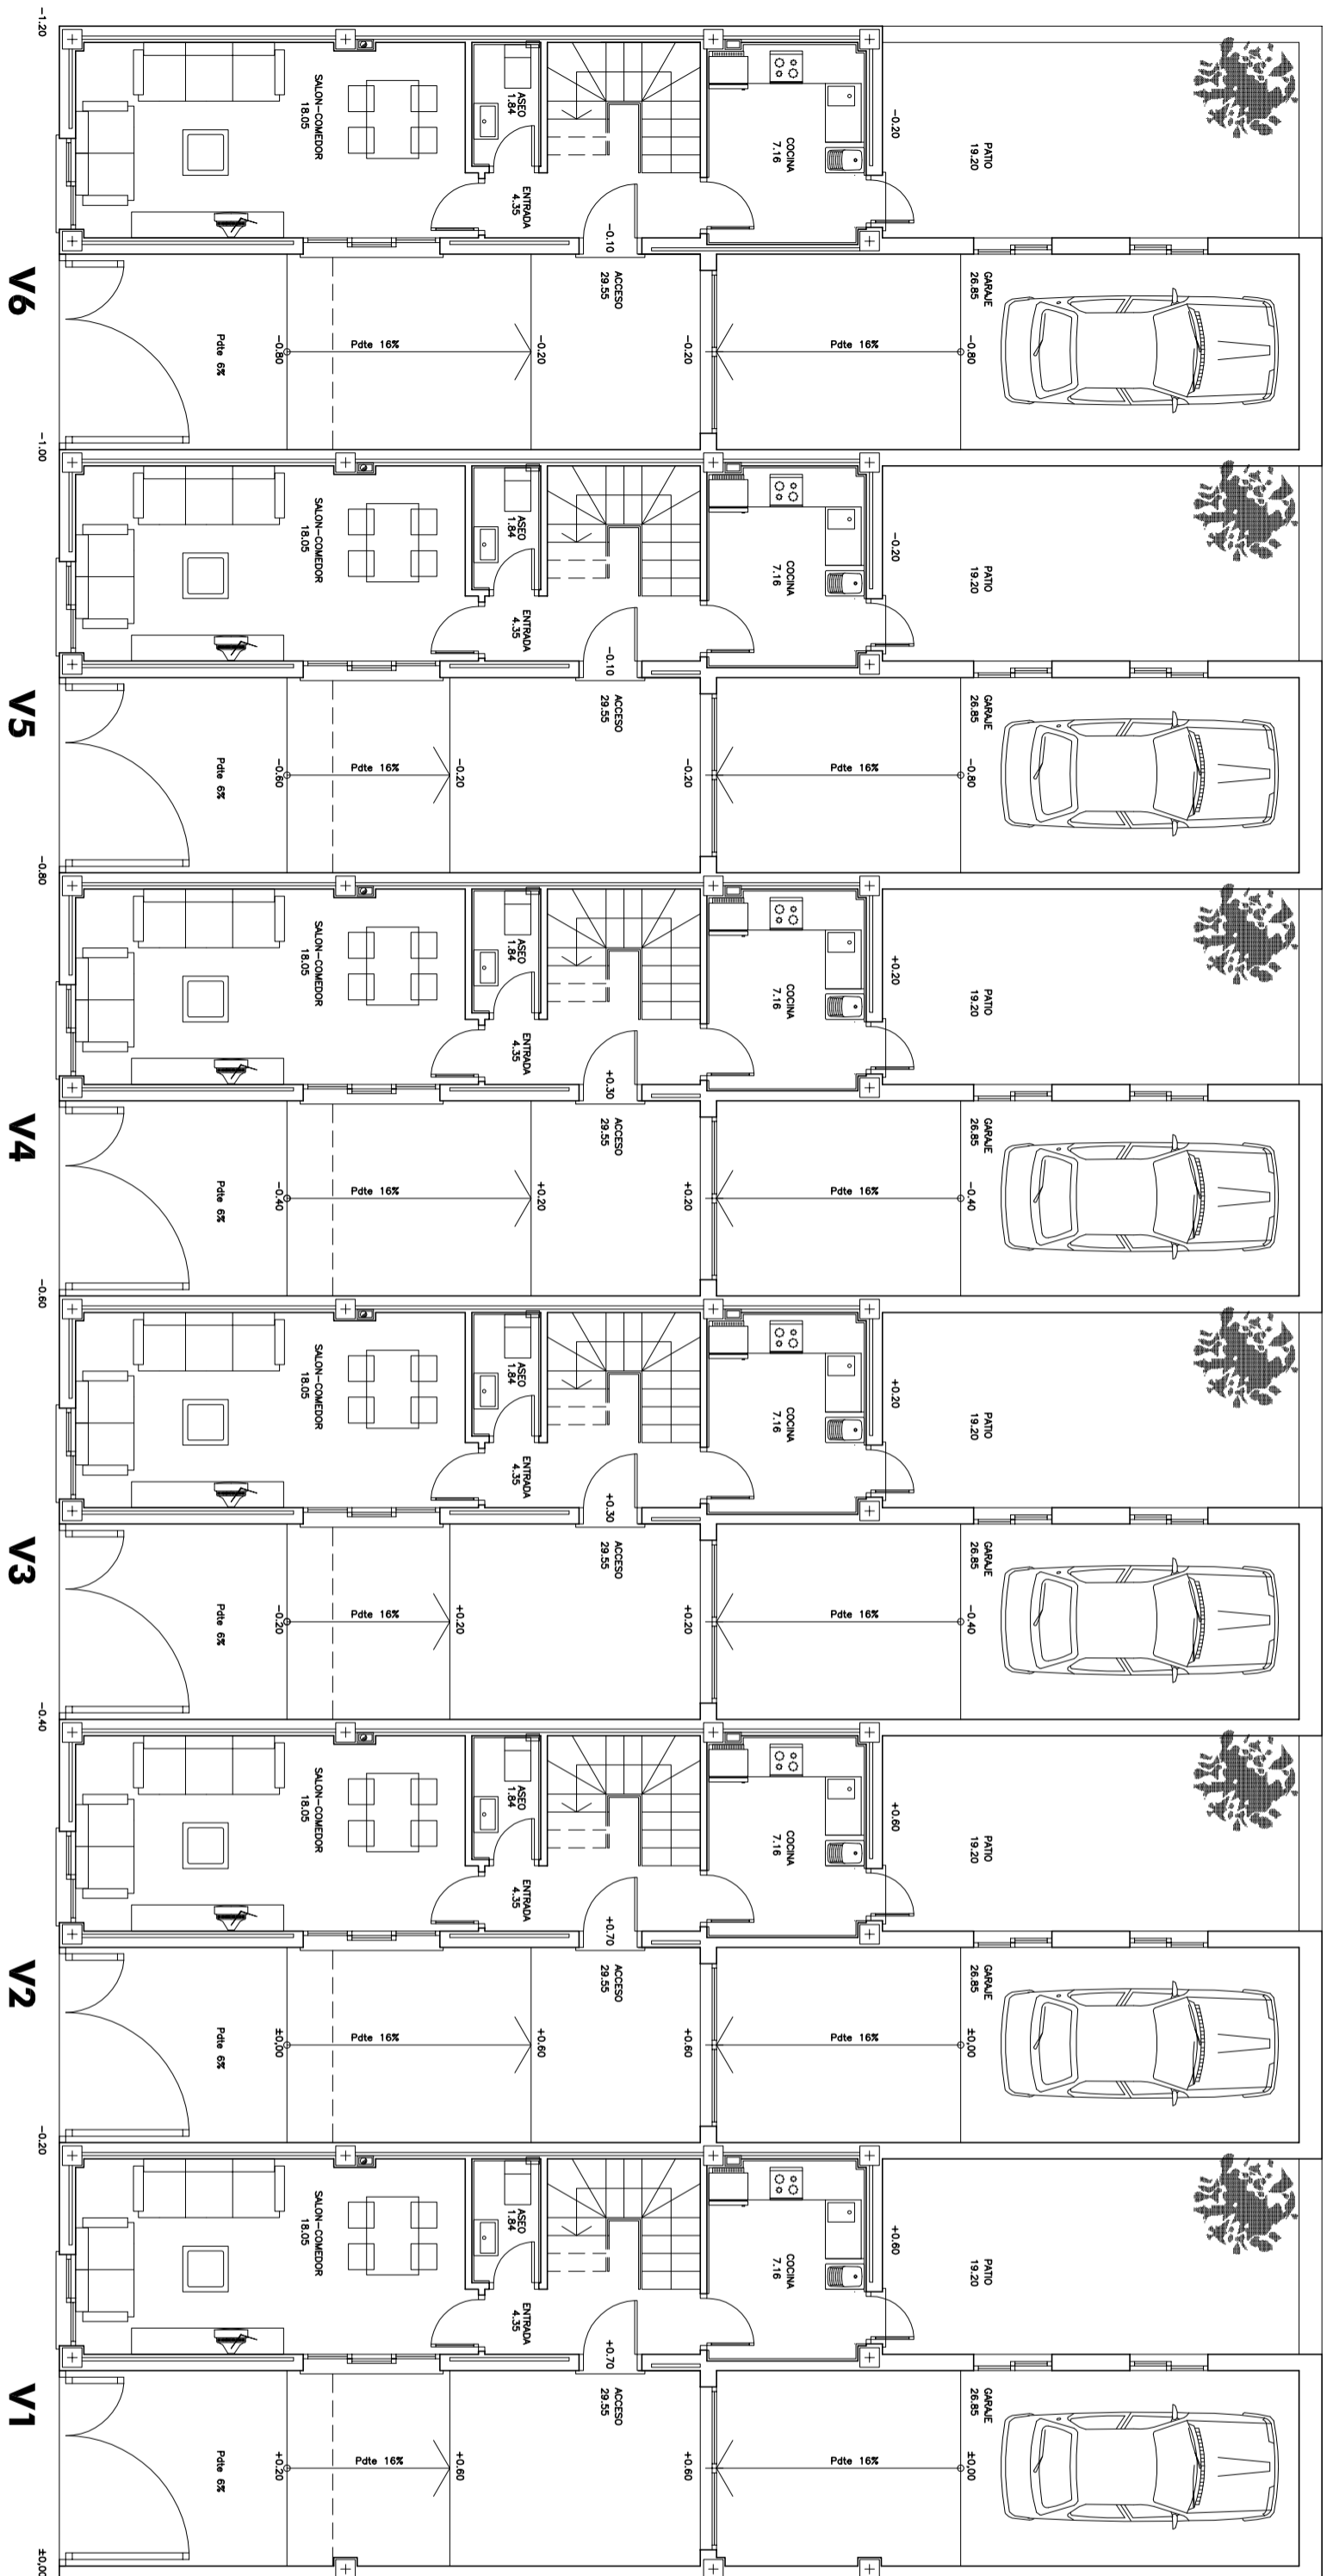 -1.20
SALON-COMEDOR
18.05
ASEO
1.84
ENTRADA
4.35
COCINA
7.16
-0.20
PATIO
19.20
-0.10
ACCESO
29.55
GARAJE
26.85
Pdte 6%
-0.80
Pdte 16%
-0.20
-0.20
Pdte 16%
-0.80
V6
-1.00
SALON-COMEDOR
18.05
ASEO
1.84
ENTRADA
4.35
COCINA
7.16
-0.20
PATIO
19.20
-0.10
ACCESO
29.55
GARAJE
26.85
Pdte 6%
-0.60
Pdte 16%
-0.20
-0.20
Pdte 16%
-0.80
V5
-0.80
SALON-COMEDOR
18.05
ASEO
1.84
ENTRADA
4.35
COCINA
7.16
+0.20
PATIO
19.20
+0.30
ACCESO
29.55
GARAJE
26.85
Pdte 6%
-0.40
Pdte 16%
+0.20
+0.20
Pdte 16%
-0.40
V4
-0.60
SALON-COMEDOR
18.05
ASEO
1.84
ENTRADA
4.35
COCINA
7.16
+0.20
PATIO
19.20
+0.30
ACCESO
29.55
GARAJE
26.85
Pdte 6%
-0.20
Pdte 16%
+0.20
+0.20
Pdte 16%
-0.40
V3
-0.40
SALON-COMEDOR
18.05
ASEO
1.84
ENTRADA
4.35
COCINA
7.16
+0.60
PATIO
19.20
+0.70
ACCESO
29.55
GARAJE
26.85
Pdte 6%
±0,00
Pdte 16%
+0.60
+0.60
Pdte 16%
±0,00
V2
-0.20
SALON-COMEDOR
18.05
ASEO
1.84
ENTRADA
4.35
COCINA
7.16
+0.60
PATIO
19.20
+0.70
ACCESO
29.55
GARAJE
26.85
Pdte 6%
+0.20
Pdte 16%
+0.60
+0.60
Pdte 16%
±0,00
V1
±0,00